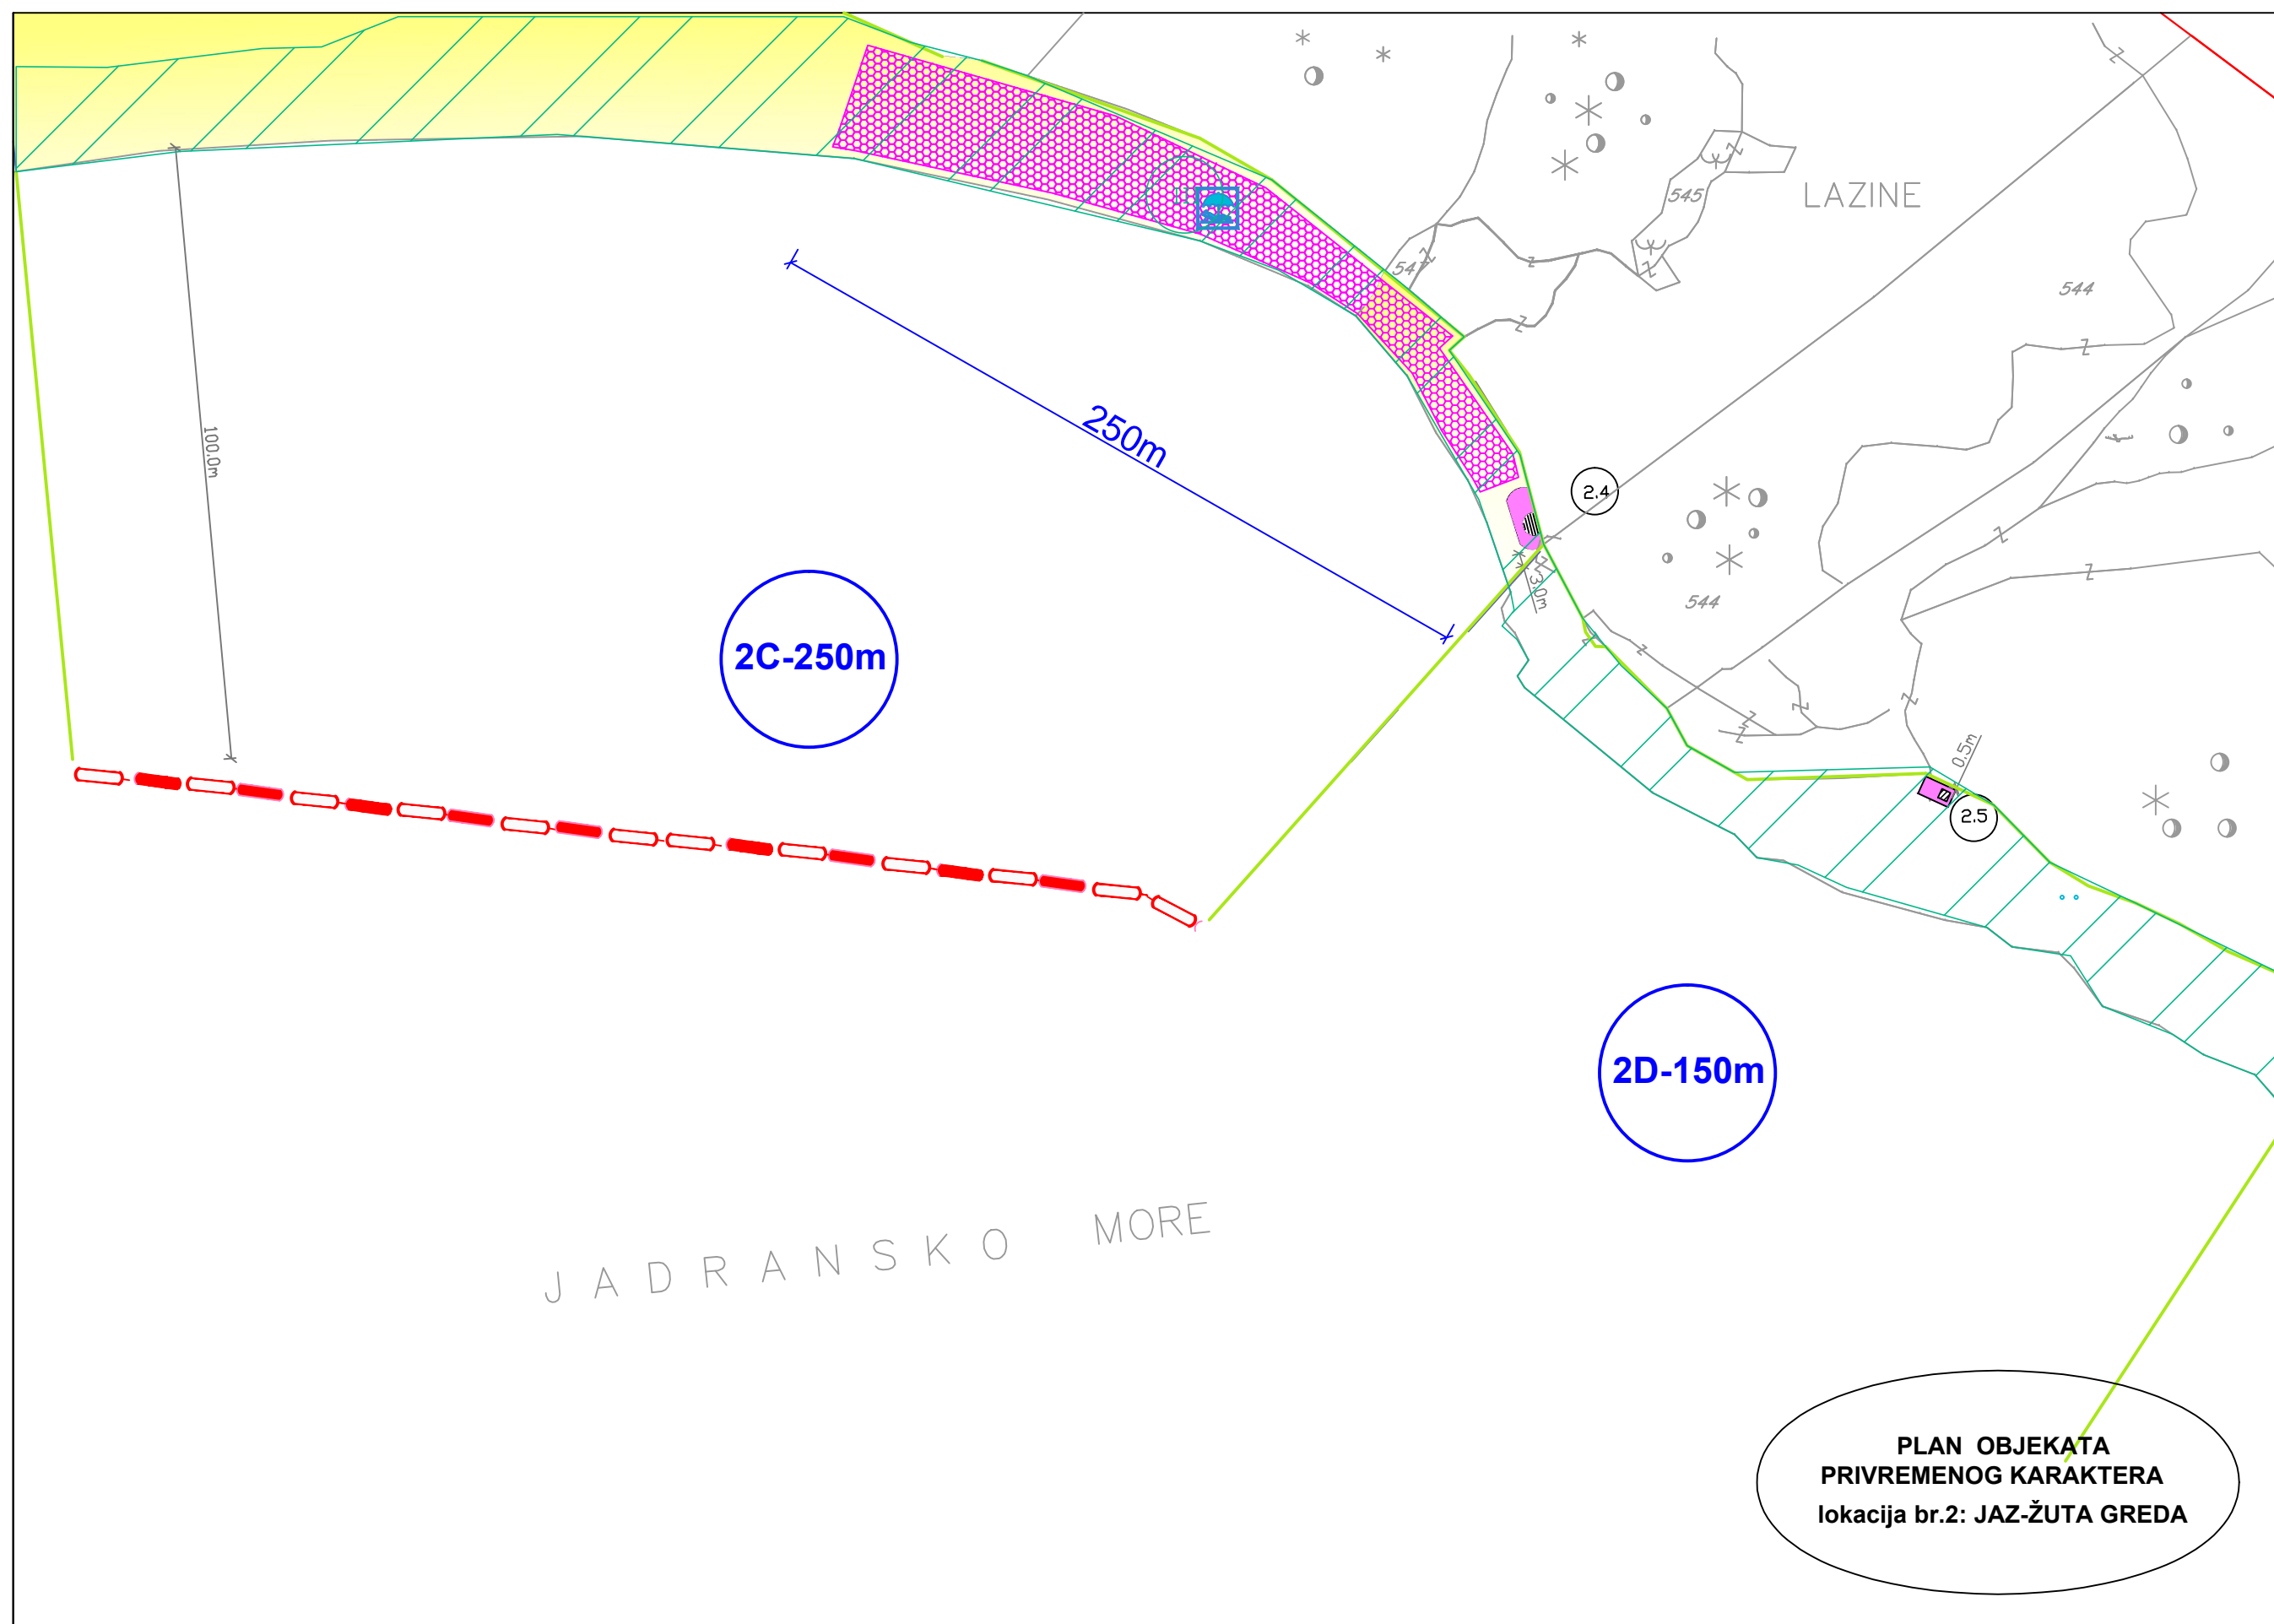 LAZINE
545
547
544
250m
100.0m
2.4
3.0m
544
2C-250m
0.5m
2.5
2D-150m
JADRANSKO MORE
PLAN OBJEKATA
PRIVREMENOG KARAKTERA
lokacija br.2: JAZ-ŽUTA GREDA